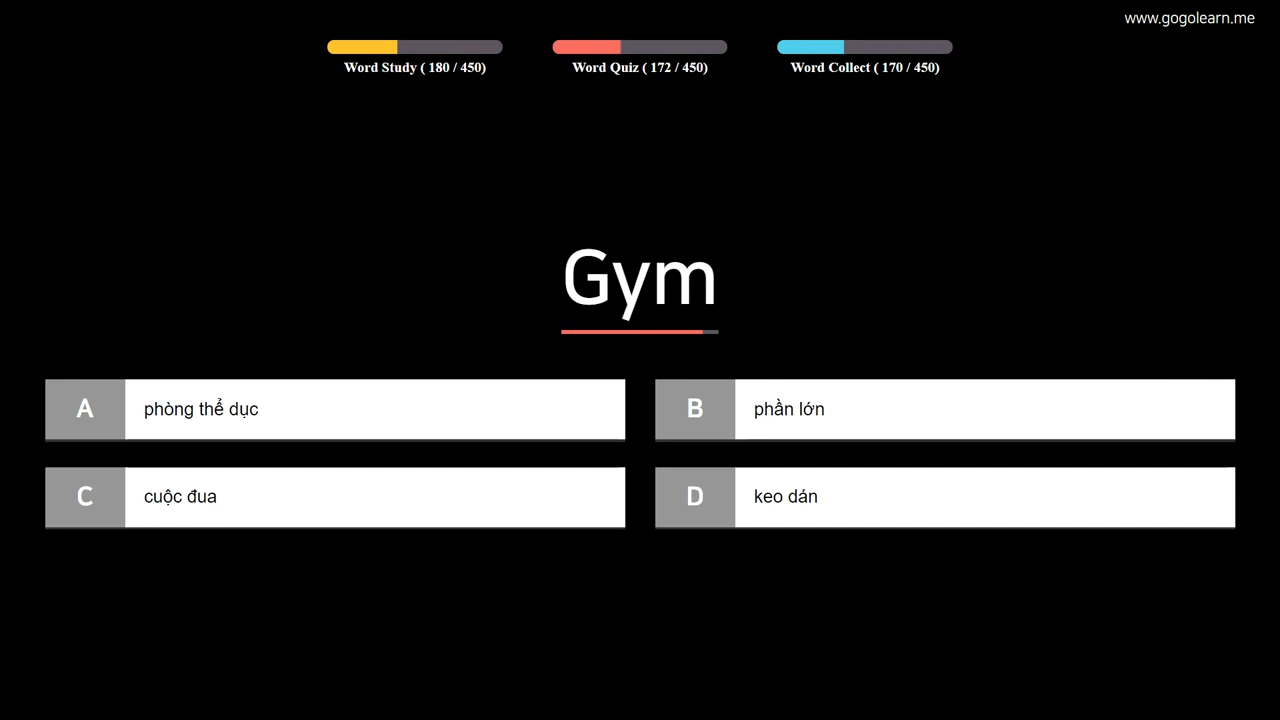 www.gogolearn.me
Word Study ( 180 / 450)
Word Quiz ( 172 / 450)
Word Collect ( 170 / 450)
Gym
A phòng thể dục
B phần lớn
C cuộc đua
D keo dán